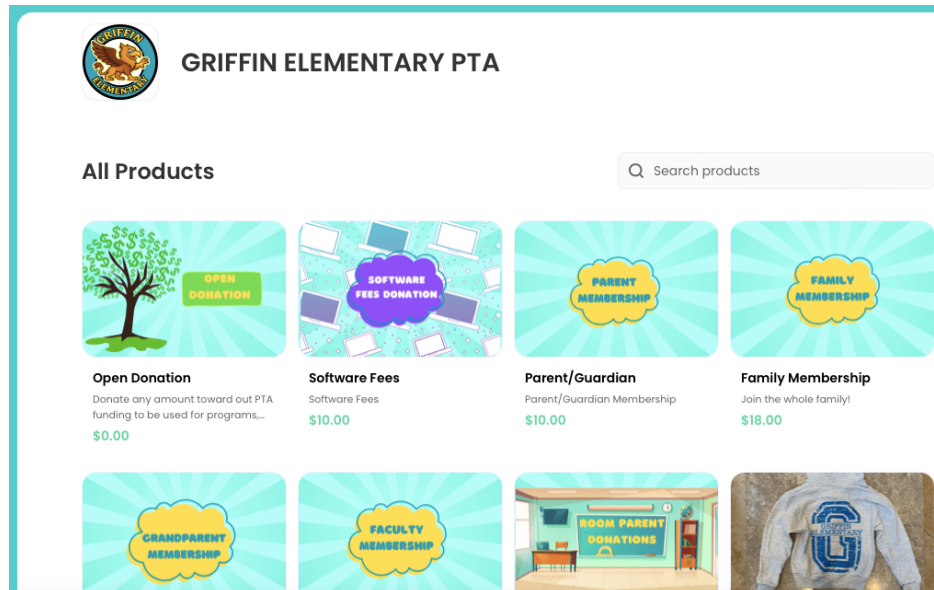 GRIFFIN
ELEMENTARY
GRIFFIN ELEMENTARY PTA
All Products
Search products
OPEN
DONATION
SOFTWARE
FEES DONATION
PARENT
MEMBERSHIP
FAMILY
MEMBERSHIP
Open Donation
Donate any amount toward out PTA
funding to be used for programs,...
$0.00
Software Fees
Software Fees
$10.00
Parent/Guardian
Parent/Guardian Membership
$10.00
Family Membership
Join the whole family!
$18.00
GRANDPARENT
MEMBERSHIP
FACULTY
MEMBERSHIP
ROOM PARENT
DONATIONS
G
GRIFFIN
ELEMENTARY